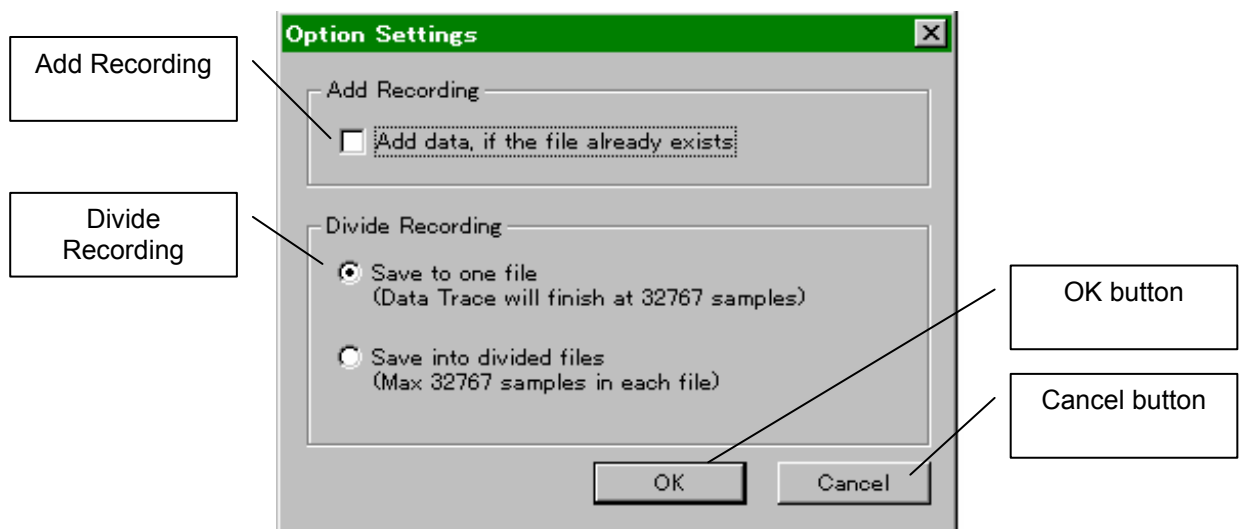 Option Settings
Add Recording
Add Recording
Add data, if the file already exists
Divide
Recording
Divide Recording
Save to one file
(Data Trace will finish at 32767 samples)
OK button
Save into divided files
(Max 32767 samples in each file)
Cancel button
OK
Cancel